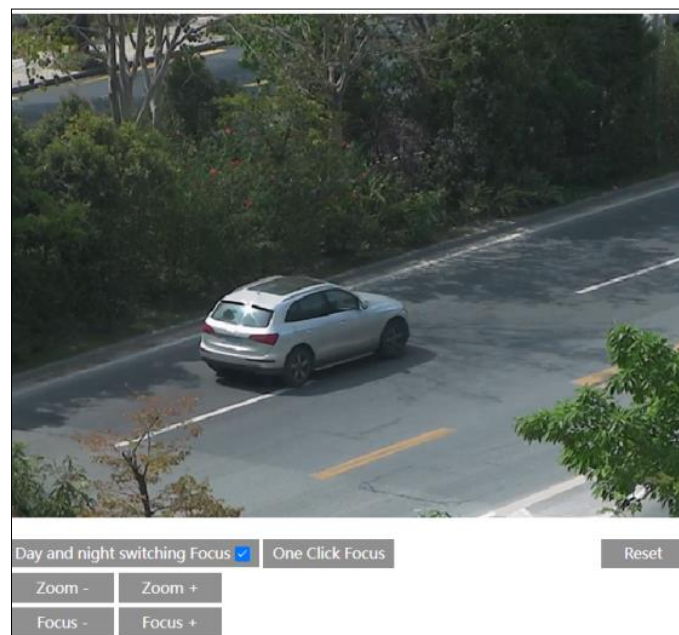 Day and night switching Focus One Click Focus Reset
Zoom - Zoom +
Focus - Focus +